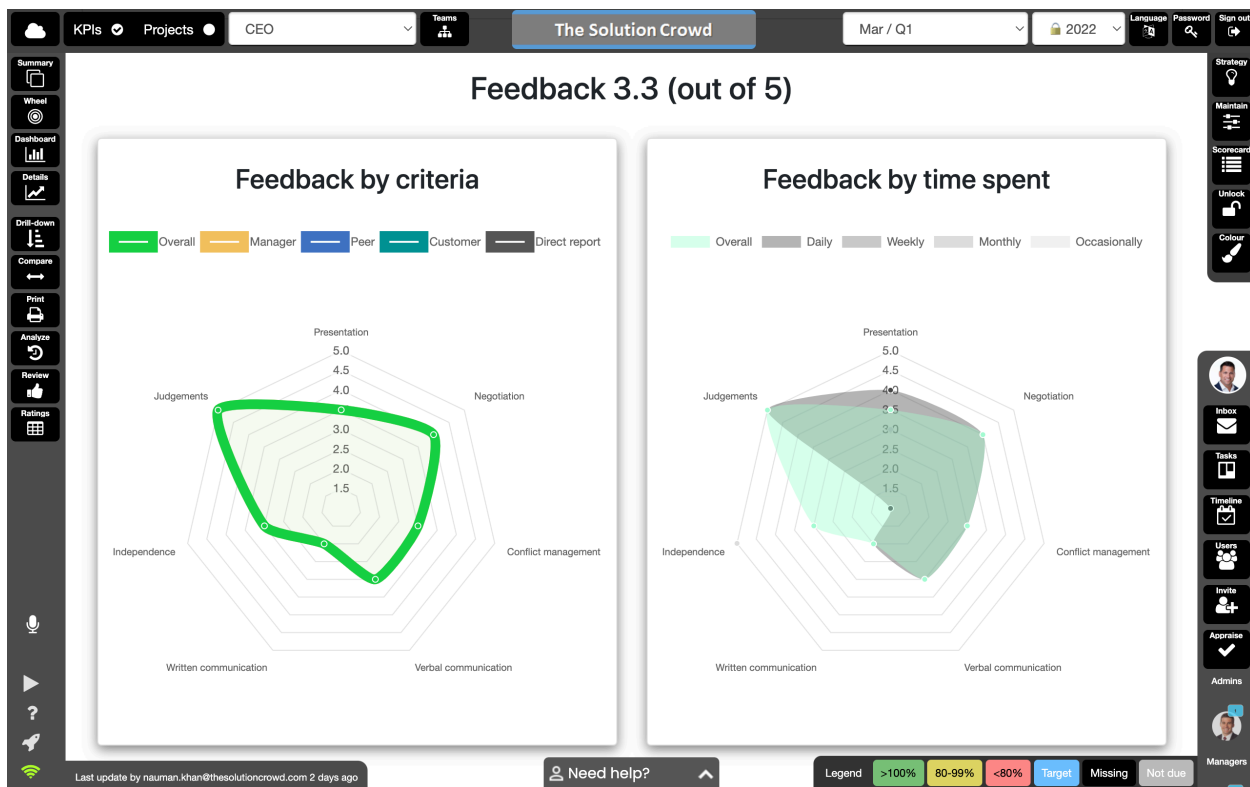 KPIs
Projects
CEO
Teams
The Solution Crowd
Mar / Q1
2022
Language
Password
Sign out
Summary
Wheel
Dashboard
Details
Drill-down
Compare
Print
Analyze
Review
Ratings
Feedback 3.3 (out of 5)
Feedback by criteria
Overall Manager Peer Customer Direct report
Presentation
5.0
4.5
4.0
Judgements
Negotiation
3.0
2.5
2.0
1.5
Independence
Conflict management
Written communication
Verbal communication
Feedback by time spent
Overall Daily Weekly Monthly Occasionally
Presentation
5.0
4.5
4.0
Judgements
Negotiation
3.5
3.0
2.5
2.0
1.5
Independence
Conflict management
Written communication
Verbal communication
Strategy
Maintain
Scorecard
Unlock
Colour
Inbox
Tasks
Timeline
Users
Invite
Appraise
Admins
Managers
?
Last update by nauman.khan@thesolutioncrowd.com 2 days ago
Need help?
Legend >100% 80-99% <80% Target Missing Not due